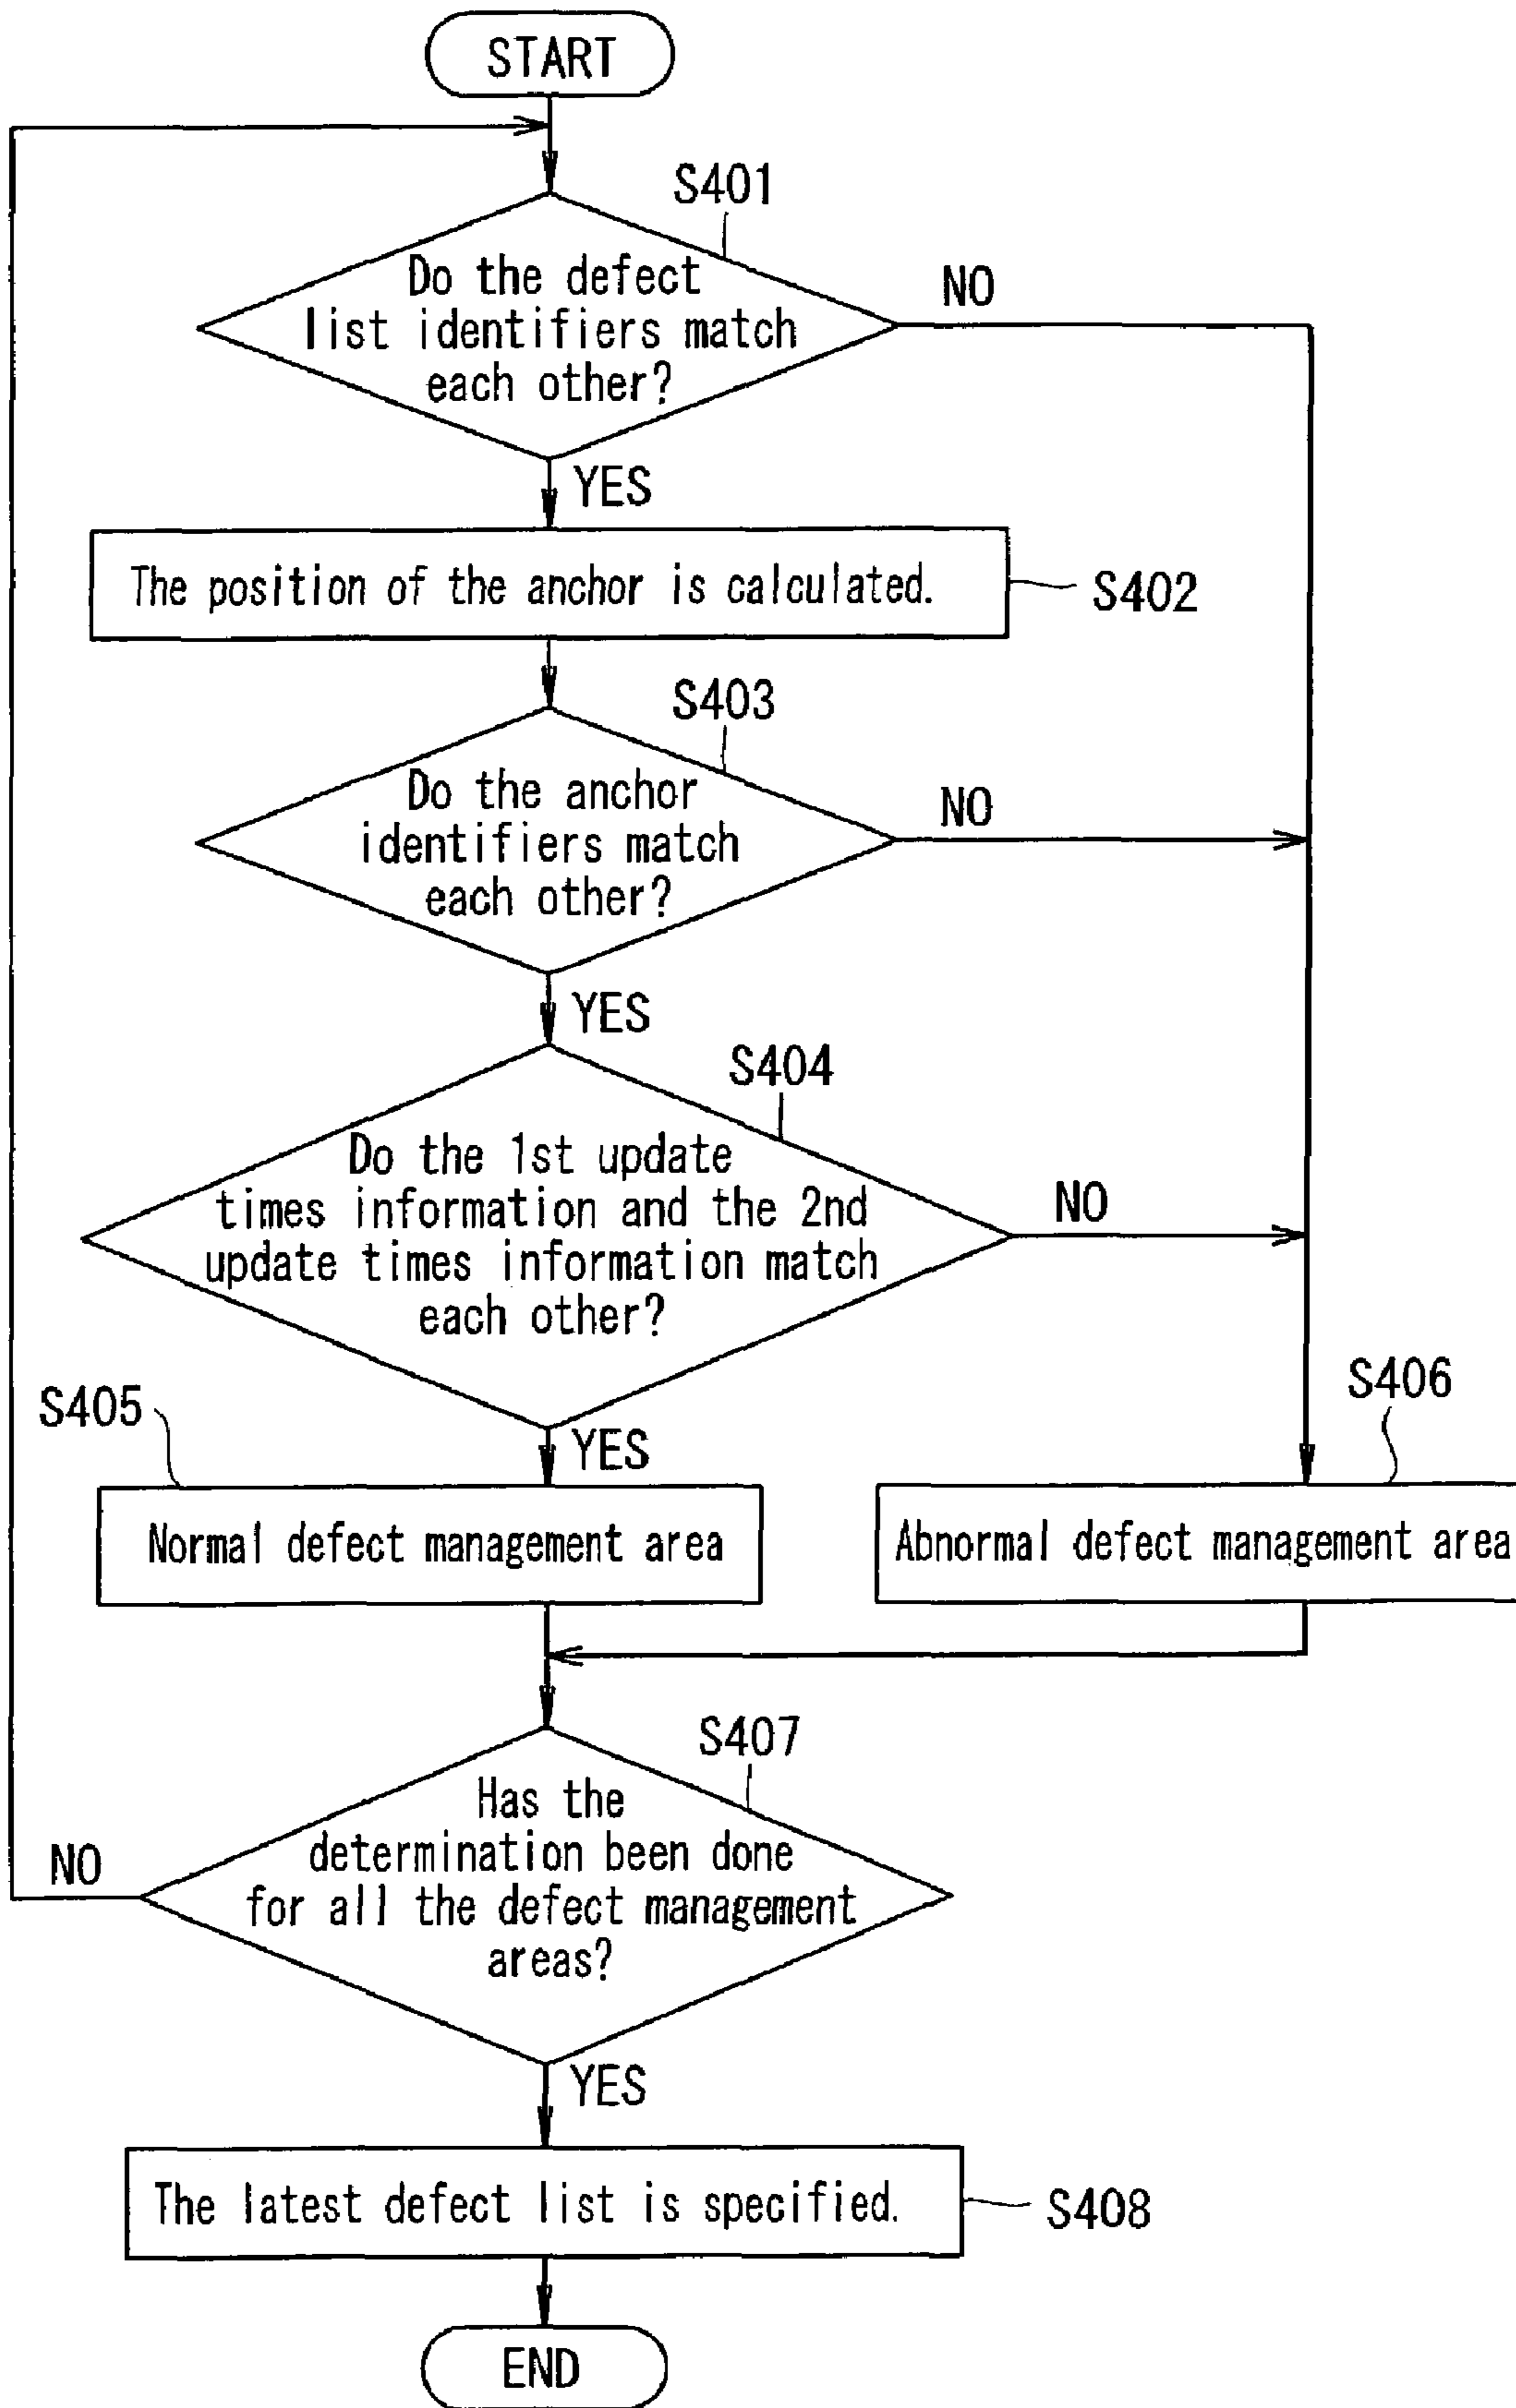 START
S401
Do the defect
list identifiers match
each other?
NO
YES
The position of the anchor is calculated.
S402
S403
Do the anchor
identifiers match
each other?
NO
YES
S404
Do the 1st update
times information and the 2nd
update times information match
each other?
NO
YES
S405
Normal defect management area
S406
Abnormal defect management area
S407
Has the
determination been done
for all the defect management
areas?
NO
YES
The latest defect list is specified.
S408
END